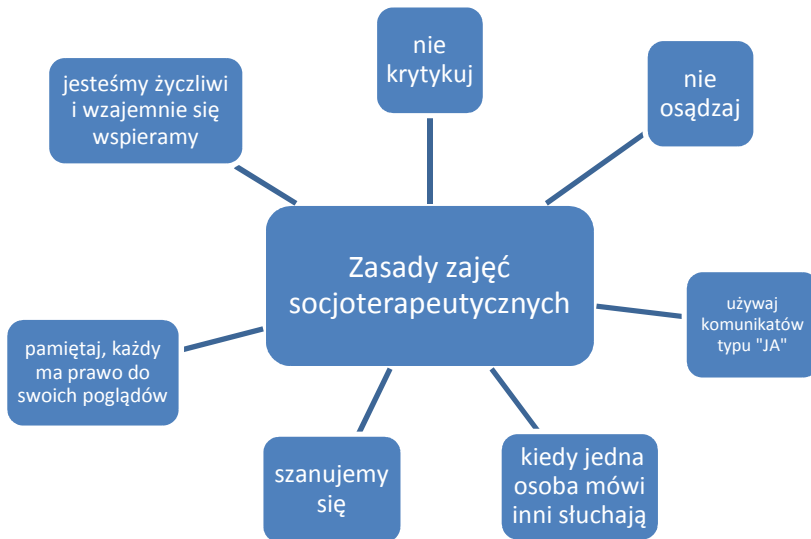 nie
krytykuj
jesteśmy życzliwi
i wzajemnie się
wspieramy
nie
osądzaj
Zasady zajęć
socjoterapeutycznych
używaj
komunikatów
typu "JA"
pamiętaj, każdy
ma prawo do
swoich poglądów
szanujemy
się
kiedy jedna
osoba mówi
inni słuchają